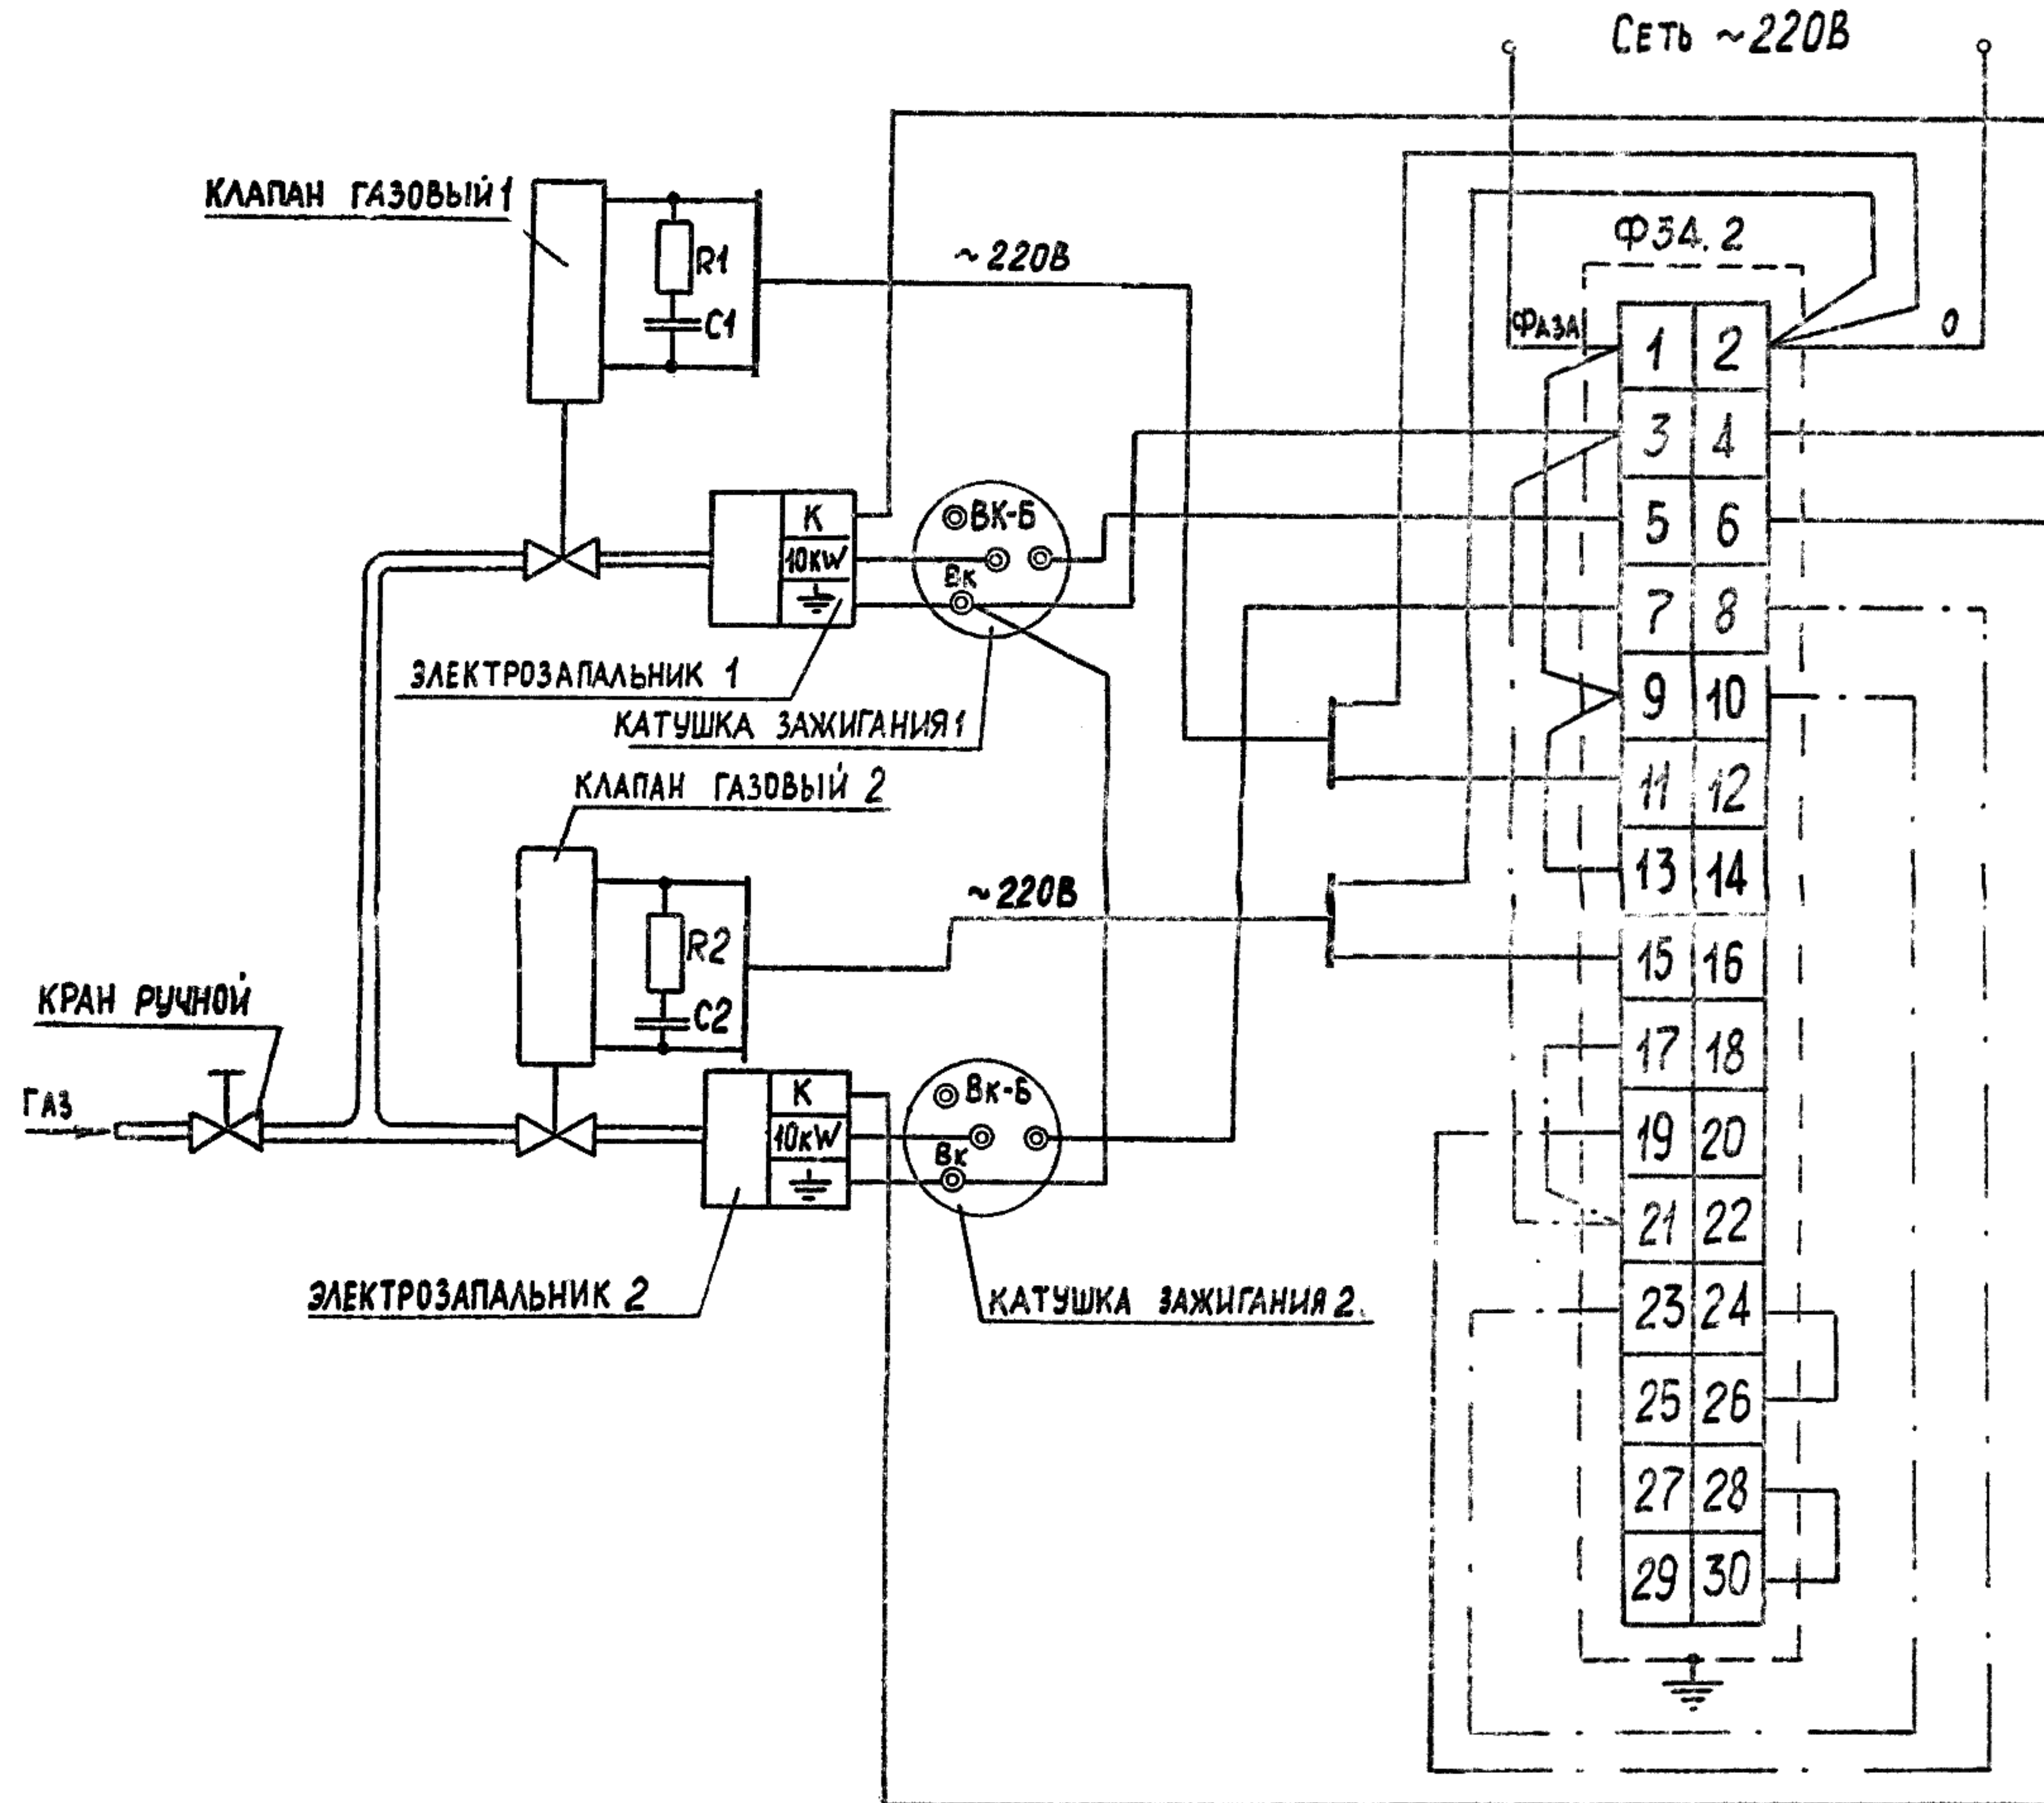 СЕТЬ ~220В
КЛАПАН ГАЗОВЫЙ 1
R1
C1
~220В
ФЗД.2
ФАЗА
0
1 2
3 4
5 6
7 8
9 10
11 12
13 14
15 16
17 18
19 20
21 22
23 24
25 26
27 28
29 30
К
10кW
ВК-Б
Вк
ЭЛЕКТРОЗАПАЛЬНИК 1
КАТУШКА ЗАЖИГАНИЯ 1
КЛАПАН ГАЗОВЫЙ 2
R2
C2
~220В
КРАН РУЧНОЙ
ГАЗ
К
10кW
Вк-Б
Вк
ЭЛЕКТРОЗАПАЛЬНИК 2
КАТУШКА ЗАЖИГАНИЯ 2.